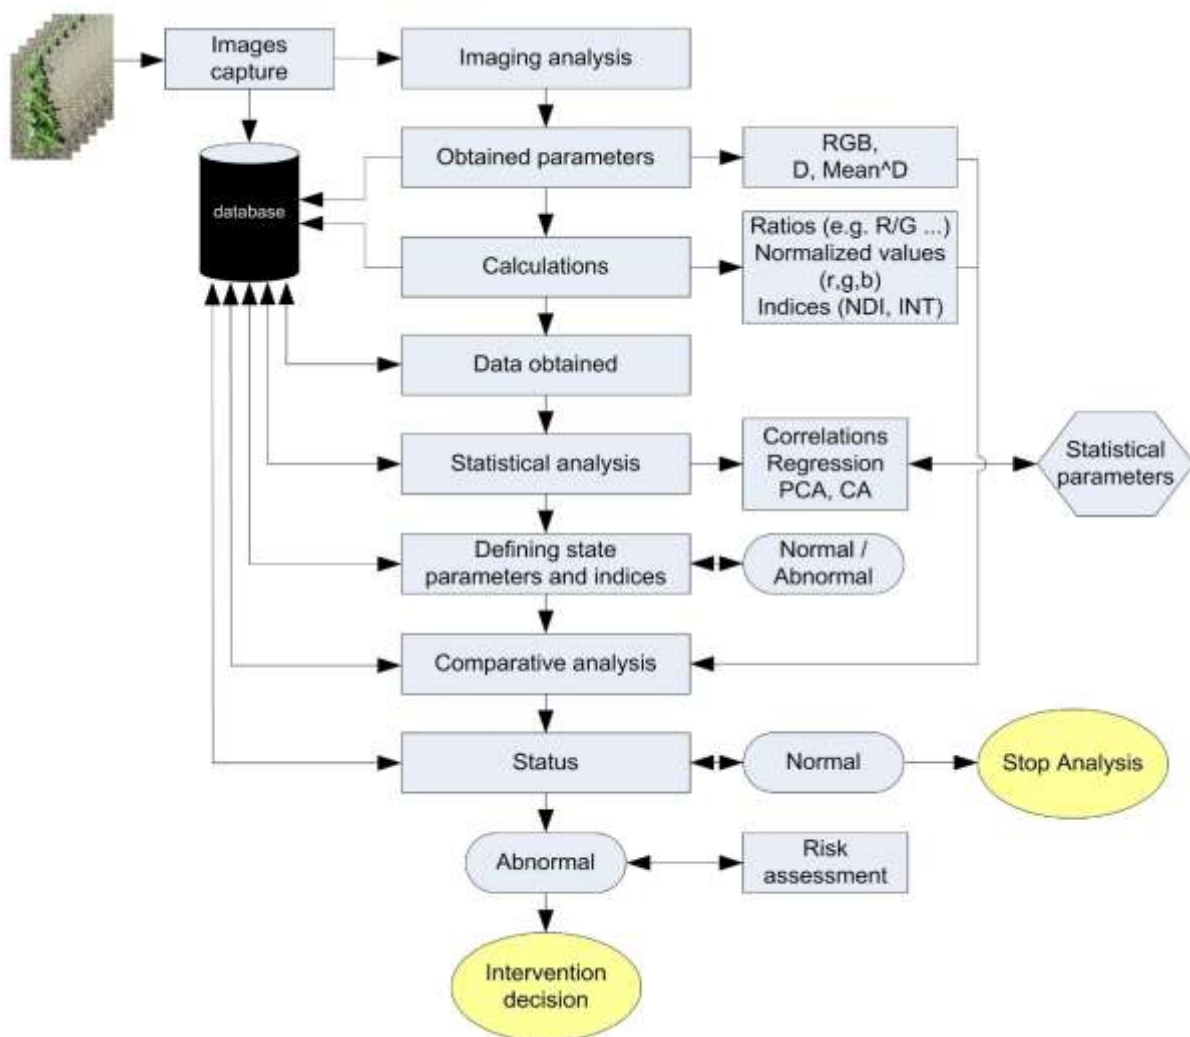 Images
capture
Imaging analysis
Obtained parameters
RGB,
D, Mean^D
database
Calculations
Ratios (e.g. R/G ...)
Normalized values
(r,g,b)
Indices (NDI, INT)
Data obtained
Statistical analysis
Correlations
Regression
PCA, CA
Statistical
parameters
Defining state
parameters and indices
Normal /
Abnormal
Comparative analysis
Status
Normal
Stop Analysis
Abnormal
Risk
assessment
Intervention
decision